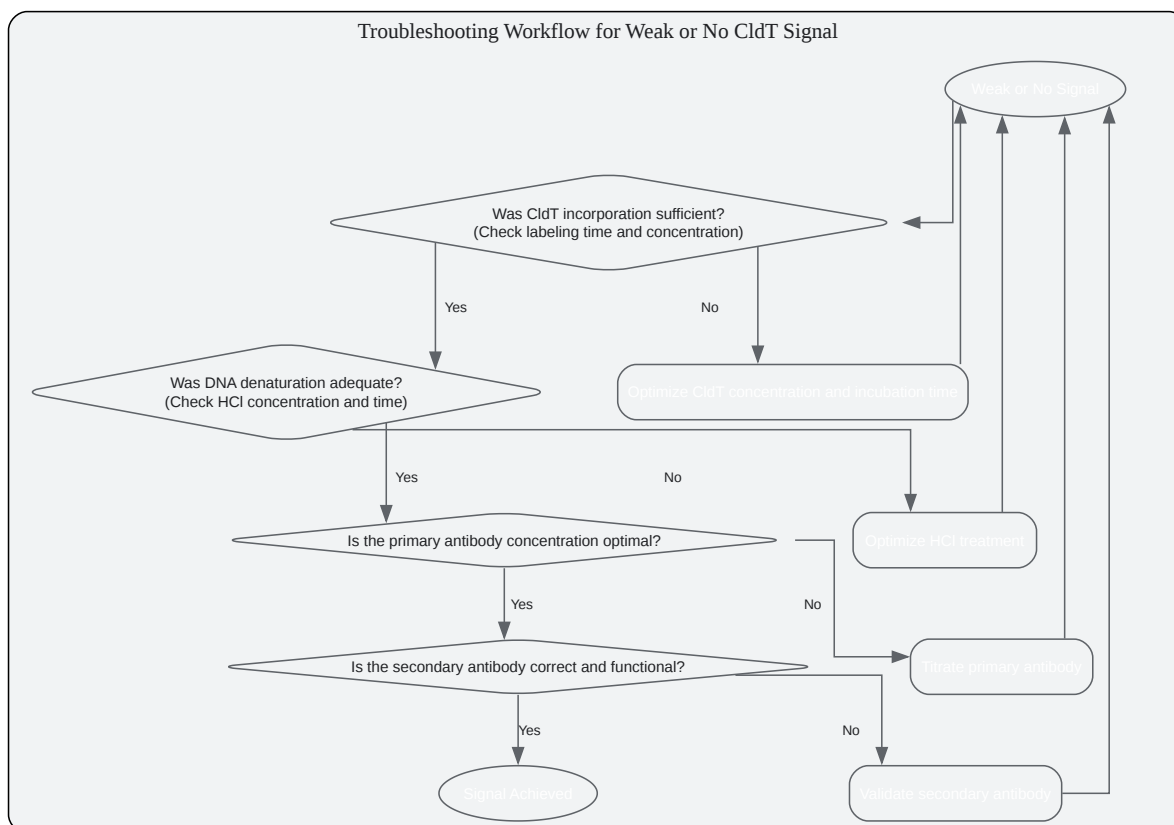 Troubleshooting Workflow for Weak or No CldT Signal
Weak or No Signal
Was CldT incorporation sufficient?
(Check labeling time and concentration)
Yes
No
Was DNA denaturation adequate?
(Check HCl concentration and time)
Optimize CldT concentration and incubation time
Yes
No
Is the primary antibody concentration optimal?
Optimize HCl treatment
Yes
No
Is the secondary antibody correct and functional?
Titrate primary antibody
Yes
No
Signal Achieved
Validate secondary antibody